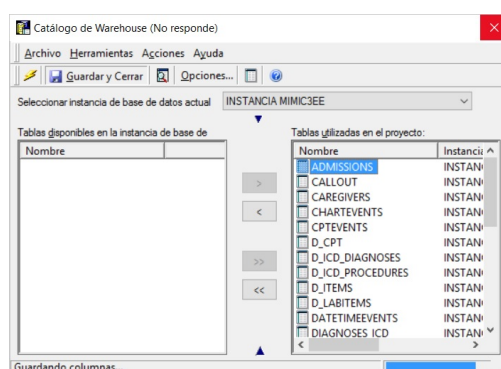 Catálogo de Warehouse (No responde)
Archivo Herramientas Acciones Ayuda
Guardar y Cerrar Opciones...
Seleccionar instancia de base de datos actual INSTANCIA MIMIC3EE
Tablas disponibles en la instancia de base de
Nombre
>
<
>>
<<
Tablas utilizadas en el proyecto:
Nombre Instancia
ADMISSIONS INSTAN
CALLOUT INSTAN
CAREGIVERS INSTAN
CHARTEVENTS INSTAN
CPTEVENTS INSTAN
D_CPT INSTAN
D_ICD_DIAGNOSES INSTAN
D_ICD_PROCEDURES INSTAN
D_ITEMS INSTAN
D_LABITEMS INSTAN
DATETIMEEVENTS INSTAN
DIAGNOSES ICD INSTAN
Guardando columnas...